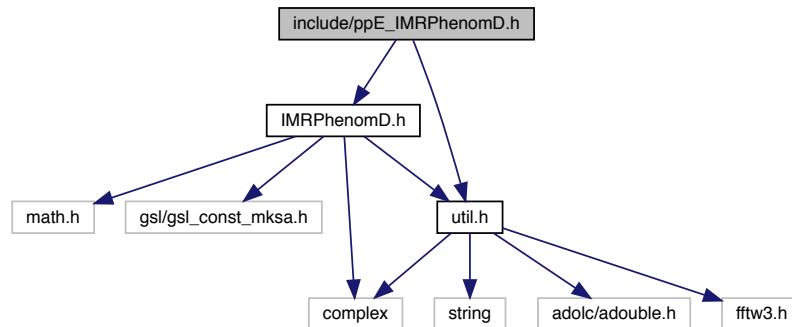 include/ppE_IMRPhenomD.h
IMRPhenomD.h
math.h
gsl/gsl_const_mksa.h
util.h
complex
string
adolc/adouble.h
fftw3.h